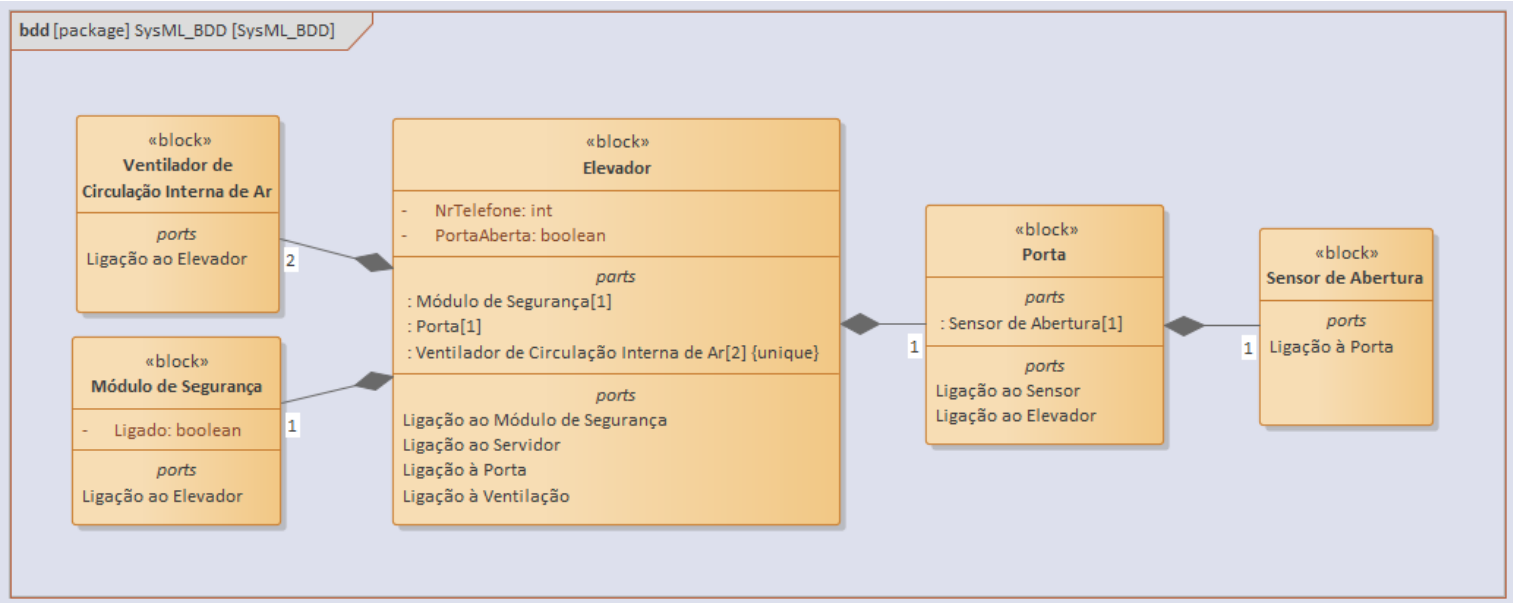 bdd [package] SysML_BDD [SysML_BDD]
«block»
Ventilador de
Circulação Interna de Ar
ports
Ligação ao Elevador
2
«block»
Módulo de Segurança
- Ligado: boolean
ports
Ligação ao Elevador
1
«block»
Elevador
- NrTelefone: int
- PortaAberta: boolean
parts
: Módulo de Segurança[1]
: Porta[1]
: Ventilador de Circulação Interna de Ar[2] {unique}
ports
Ligação ao Módulo de Segurança
Ligação ao Servidor
Ligação à Porta
Ligação à Ventilação
1
«block»
Porta
parts
: Sensor de Abertura[1]
ports
Ligação ao Sensor
Ligação ao Elevador
1
«block»
Sensor de Abertura
ports
Ligação à Porta